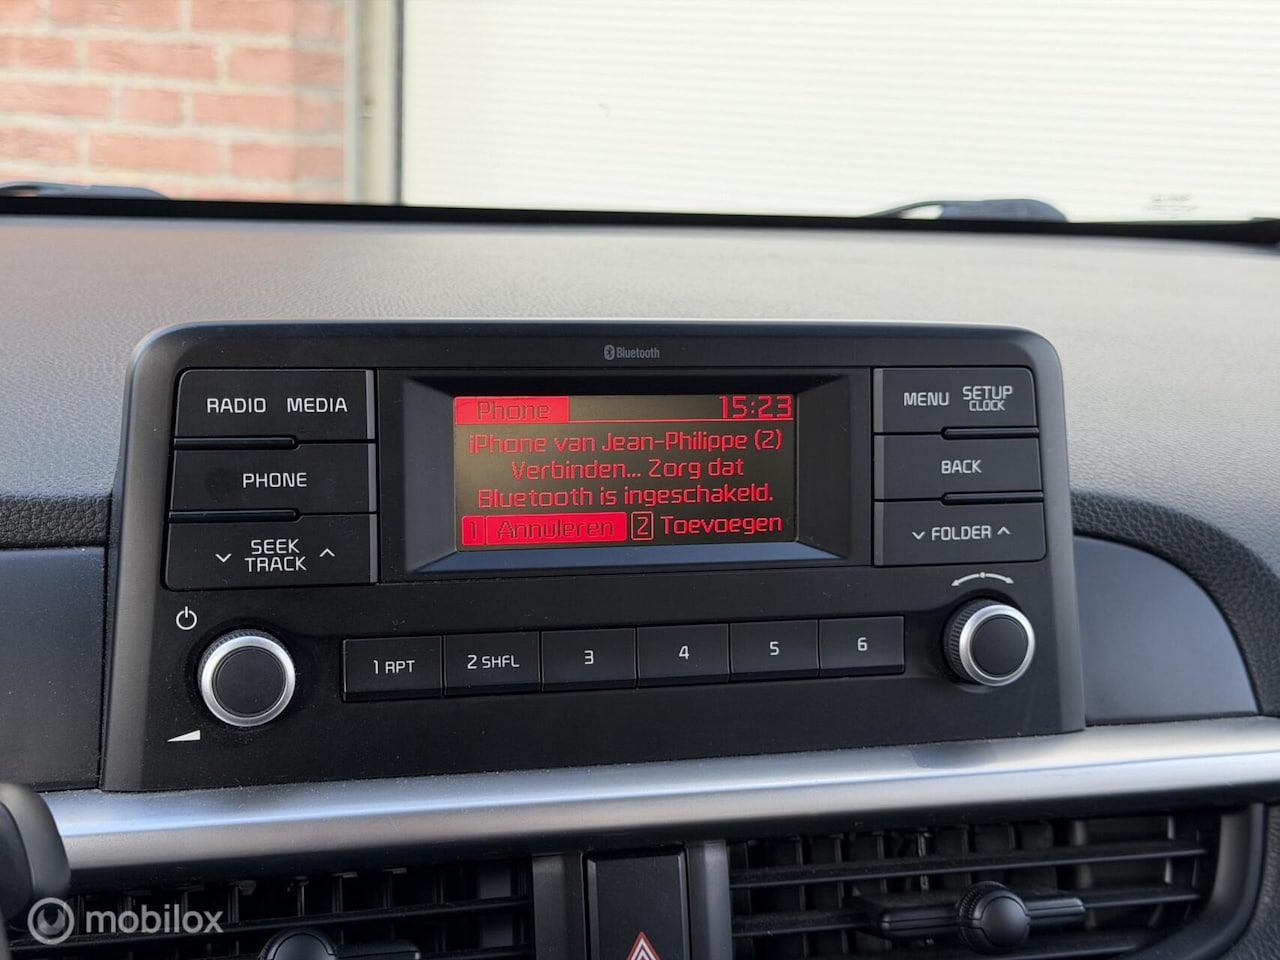 Bluetooth
RADIO MEDIA
PHONE
SEEK
TRACK
Phone 15:23
iPhone van Jean-Philippe (2)
Verbinden... Zorg dat
Bluetooth is ingeschakeld.
1 Annuleren 2 Toevoegen
MENU SETUP
CLOCK
BACK
FOLDER
1 RPT 2 SHFL 3 4 5 6
mobilox